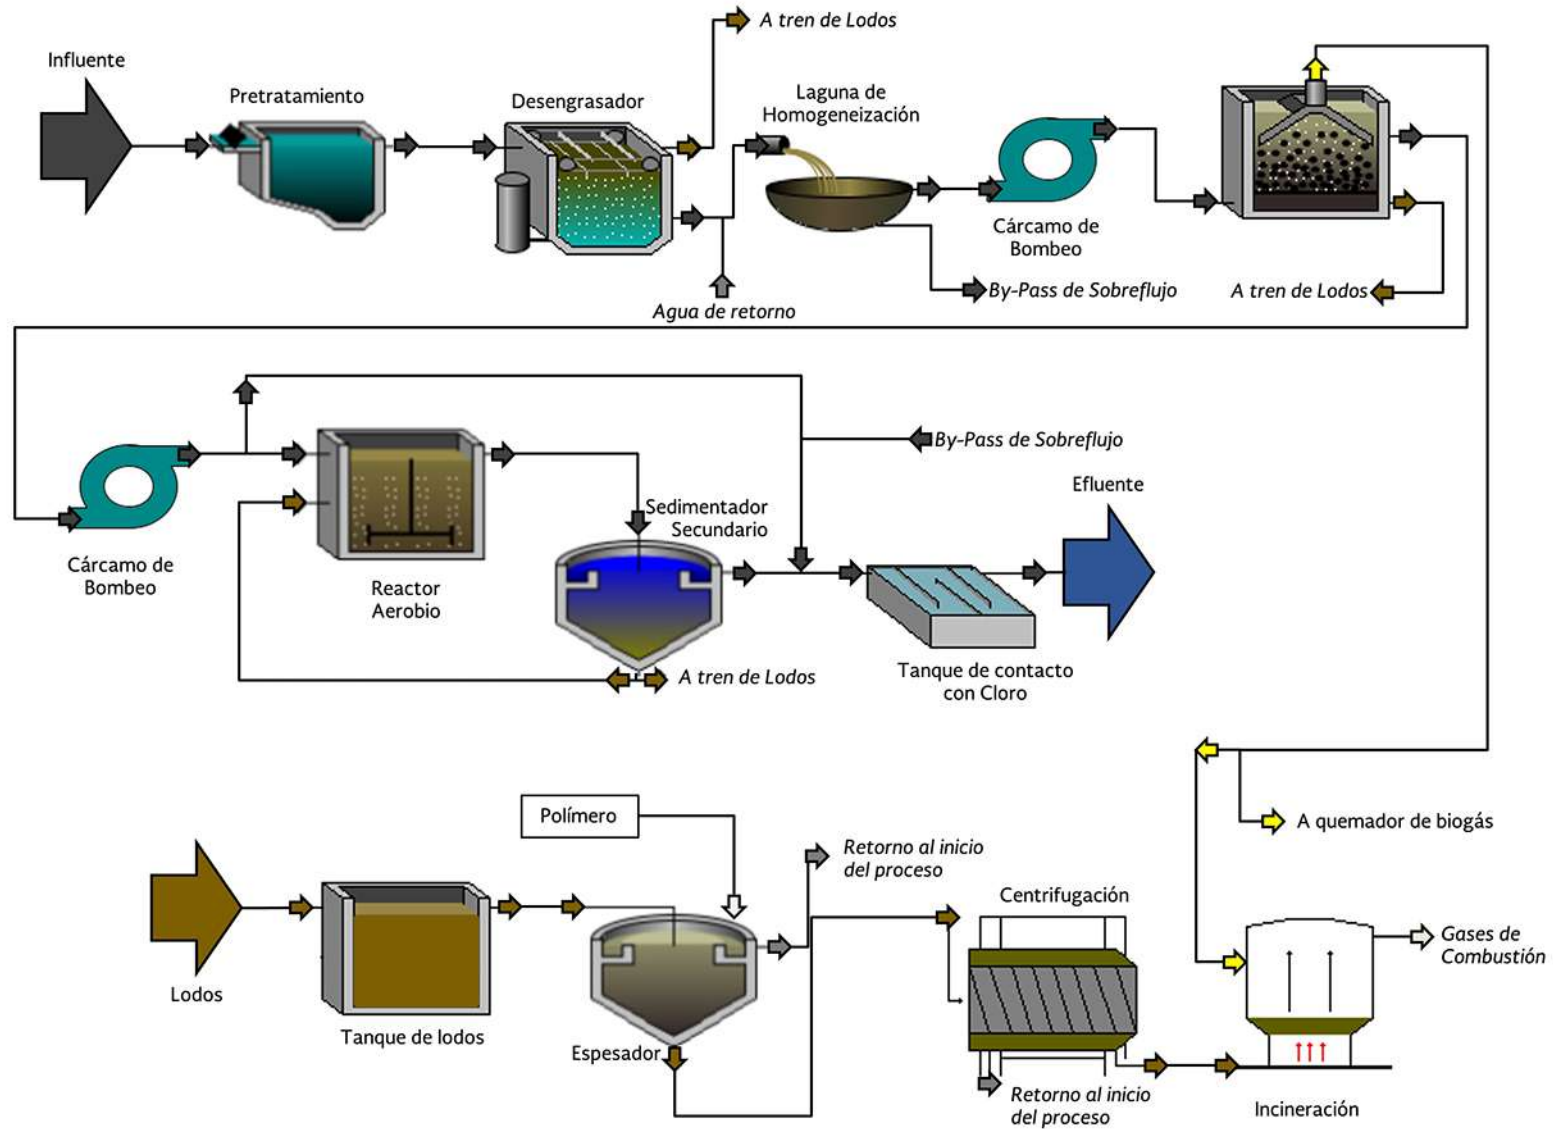 A tren de Lodos
Influente
Pretratamiento
Desengrasador
Laguna de
Homogeneización
Cárcamo de
Bombeo
By-Pass de Sobreflujo
A tren de Lodos
Agua de retorno
By-Pass de Sobreflujo
Efluente
Sedimentador
Secundario
Cárcamo de
Bombeo
Reactor
Aerobio
A tren de Lodos
Tanque de contacto
con Cloro
Polímero
A quemador de biogás
Retorno al inicio
del proceso
Centrifugación
Gases de
Combustión
Lodos
Tanque de lodos
Espesador
Retorno al inicio
del proceso
Incineración